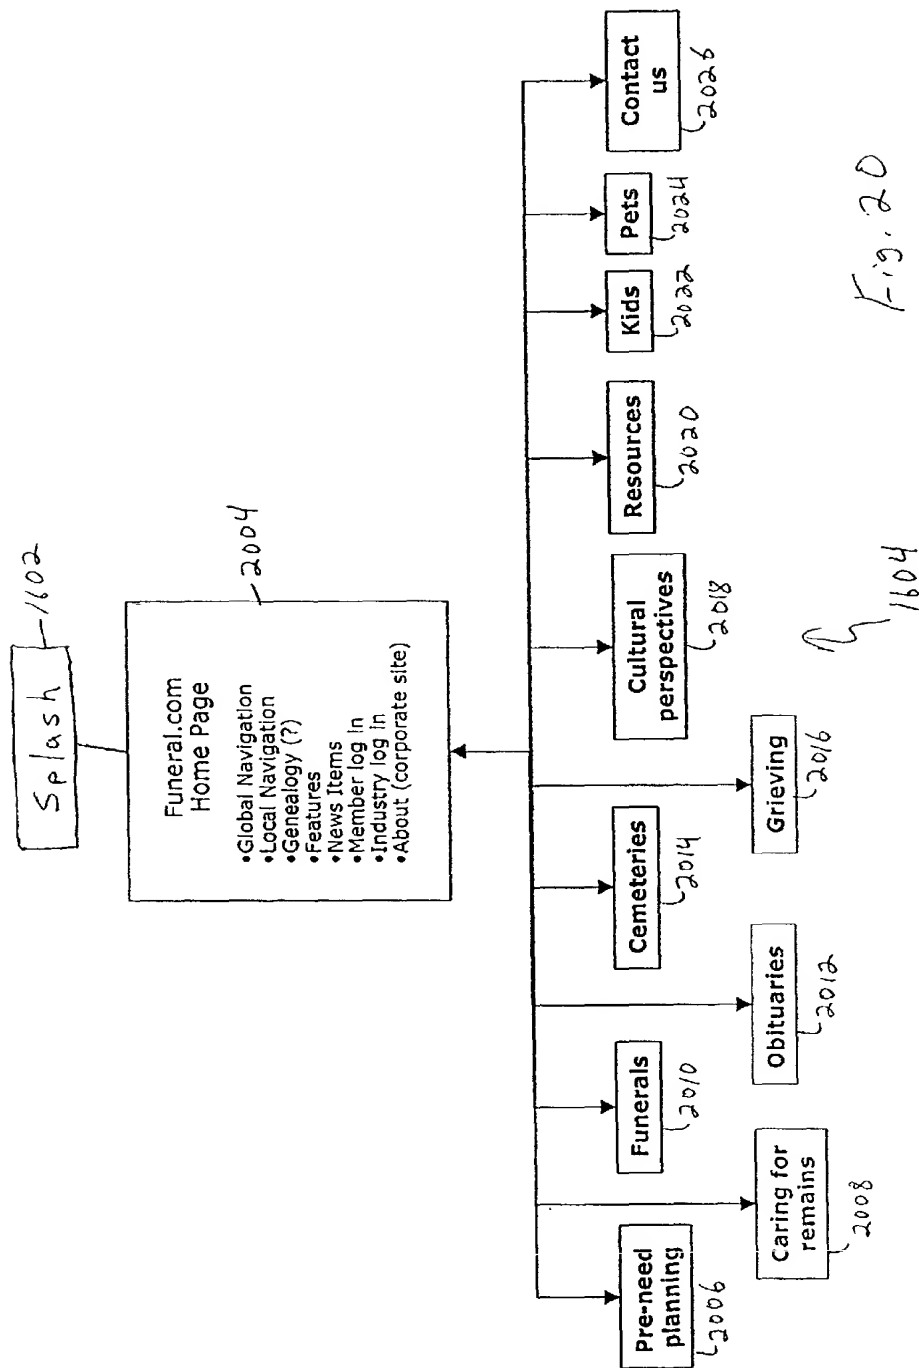 Splash
1602
2004
Funeral.com
Home Page
•Global Navigation
•Local Navigation
•Genealogy (?)
•Features
•News Items
•Member log in
•Industry log in
•About (corporate site)
Pre-need
planning
2006
Caring for
remains
2008
Funerals
2010
Obituaries
2012
Cemeteries
2014
Grieving
2016
Cultural
perspectives
2018
Resources
2020
Kids
2022
Pets
2024
Contact
us
2026
1604
Fig. 20